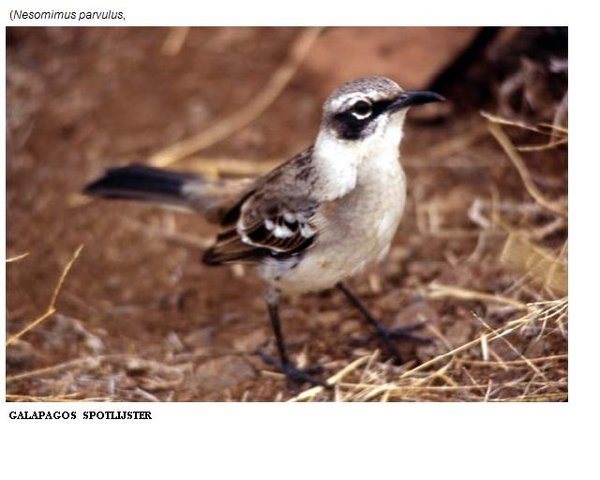 (Nesomimus parvulus,
GALAPAGOS SPOTLIJSTER